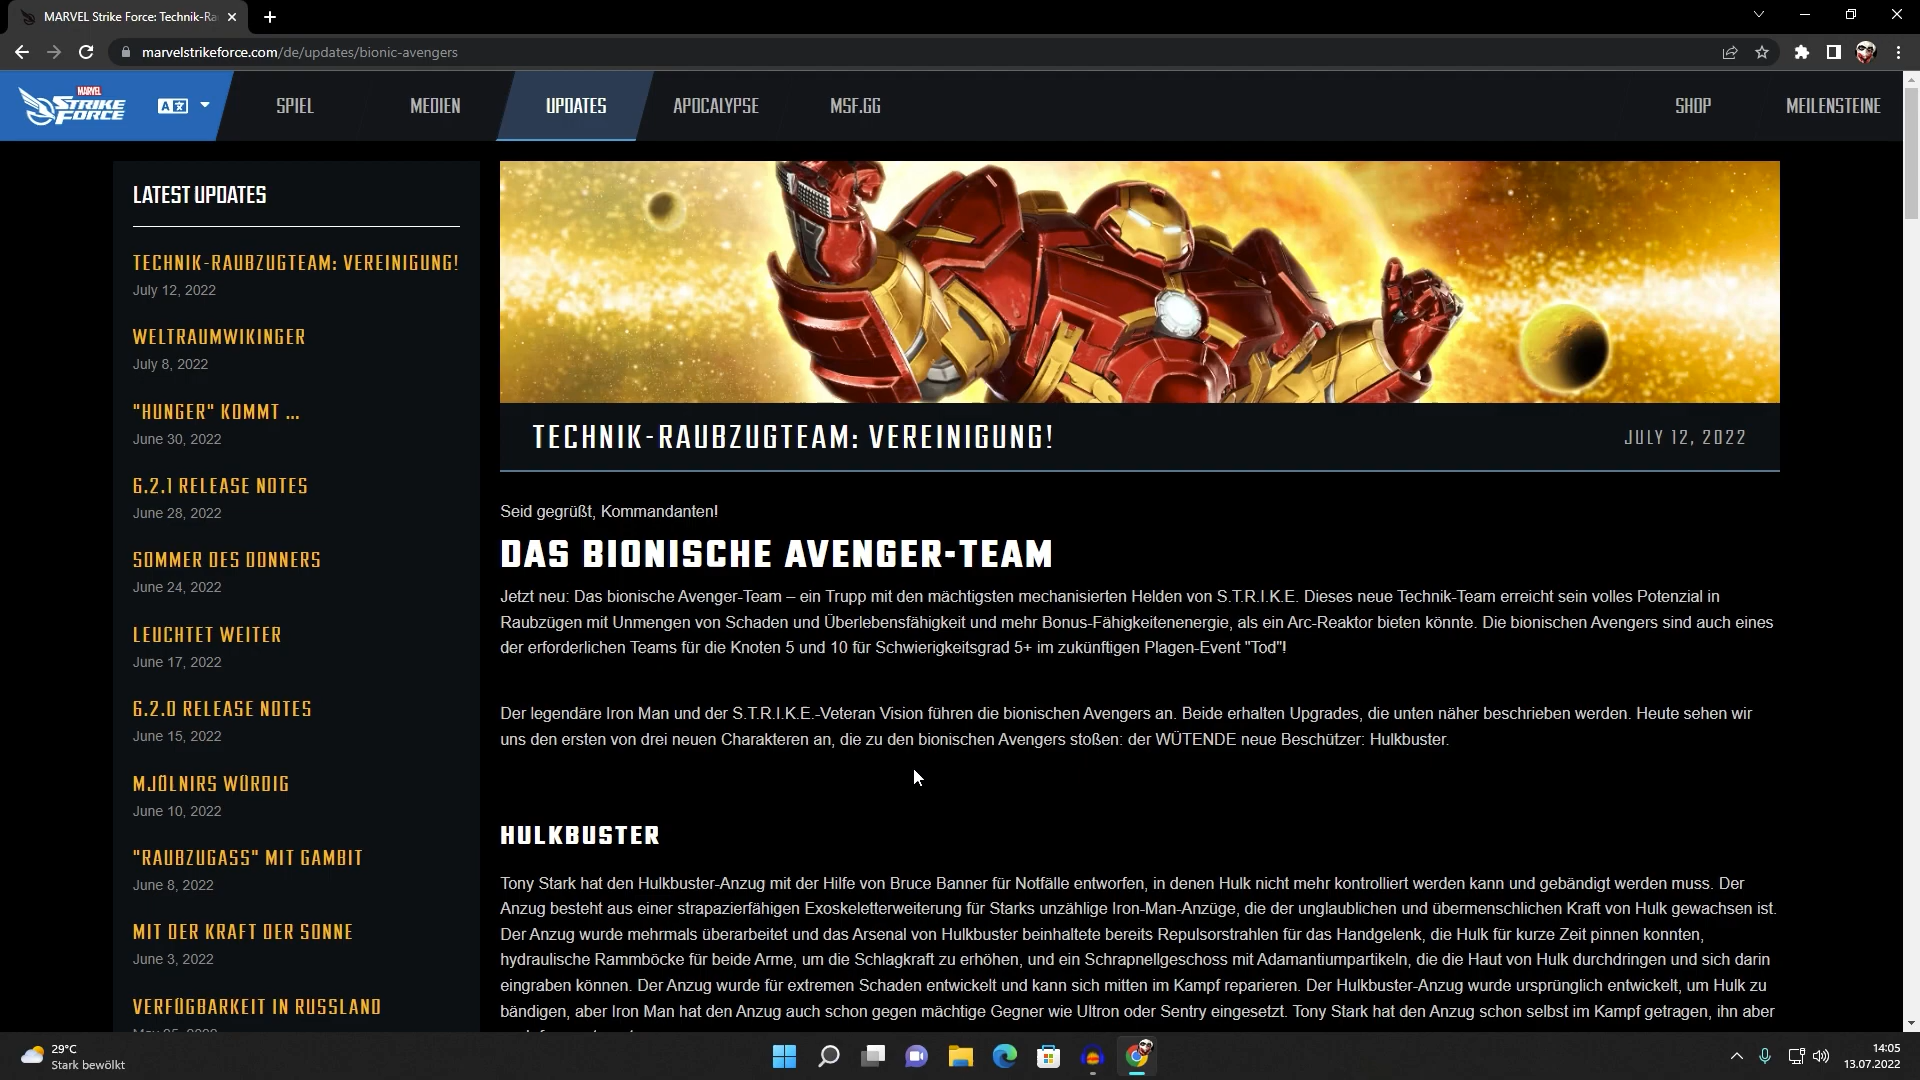 MARVEL Strike Force: Technik-Ra
marvelstrikeforce.com/de/updates/bionic-avengers
MARVEL
STRIKE
FORCE
SPIEL
MEDIEN
UPDATES
APOCALYPSE
MSF.GG
SHOP
MEILENSTEINE
LATEST UPDATES
TECHNIK-RAUBZUGTEAM: VEREINIGUNG!
July 12, 2022
WELTRAUMWIKINGER
July 8, 2022
"HUNGER" KOMMT ...
June 30, 2022
6.2.1 RELEASE NOTES
June 28, 2022
SOMMER DES DONNERS
June 24, 2022
LEUCHTET WEITER
June 17, 2022
6.2.0 RELEASE NOTES
June 15, 2022
MJÖLNIRS WÜRDIG
June 10, 2022
"RAUBZUGASS" MIT GAMBIT
June 8, 2022
MIT DER KRAFT DER SONNE
June 3, 2022
VERFÜGBARKEIT IN RUSSLAND
TECHNIK-RAUBZUGTEAM: VEREINIGUNG!
JULY 12, 2022
Seid gegrüßt, Kommandanten!
DAS BIONISCHE AVENGER-TEAM
Jetzt neu: Das bionische Avenger-Team – ein Trupp mit den mächtigsten mechanisierten Helden von S.T.R.I.K.E. Dieses neue Technik-Team erreicht sein volles Potenzial in
Raubzügen mit Unmengen von Schaden und Überlebensfähigkeit und mehr Bonus-Fähigkeitenenergie, als ein Arc-Reaktor bieten könnte. Die bionischen Avengers sind auch eines
der erforderlichen Teams für die Knoten 5 und 10 für Schwierigkeitsgrad 5+ im zukünftigen Plagen-Event "Tod"!
Der legendäre Iron Man und der S.T.R.I.K.E.-Veteran Vision führen die bionischen Avengers an. Beide erhalten Upgrades, die unten näher beschrieben werden. Heute sehen wir
uns den ersten von drei neuen Charakteren an, die zu den bionischen Avengers stoßen: der WÜTENDE neue Beschützer: Hulkbuster.
HULKBUSTER
Tony Stark hat den Hulkbuster-Anzug mit der Hilfe von Bruce Banner für Notfälle entworfen, in denen Hulk nicht mehr kontrolliert werden kann und gebändigt werden muss. Der
Anzug besteht aus einer strapazierfähigen Exoskeletterweiterung für Starks unzählige Iron-Man-Anzüge, die der unglaublichen und übermenschlichen Kraft von Hulk gewachsen ist.
Der Anzug wurde mehrmals überarbeitet und das Arsenal von Hulkbuster beinhaltete bereits Repulsorstrahlen für das Handgelenk, die Hulk für kurze Zeit pinnen konnten,
hydraulische Rammböcke für beide Arme, um die Schlagkraft zu erhöhen, und ein Schrapnellgeschoss mit Adamantiumpartikeln, die die Haut von Hulk durchdringen und sich darin
eingraben können. Der Anzug wurde für extremen Schaden entwickelt und kann sich mitten im Kampf reparieren. Der Hulkbuster-Anzug wurde ursprünglich entwickelt, um Hulk zu
bändigen, aber Iron Man hat den Anzug auch schon gegen mächtige Gegner wie Ultron oder Sentry eingesetzt. Tony Stark hat den Anzug schon selbst im Kampf getragen, ihn aber
29°C
Stark bewölkt
14:05
13.07.2022